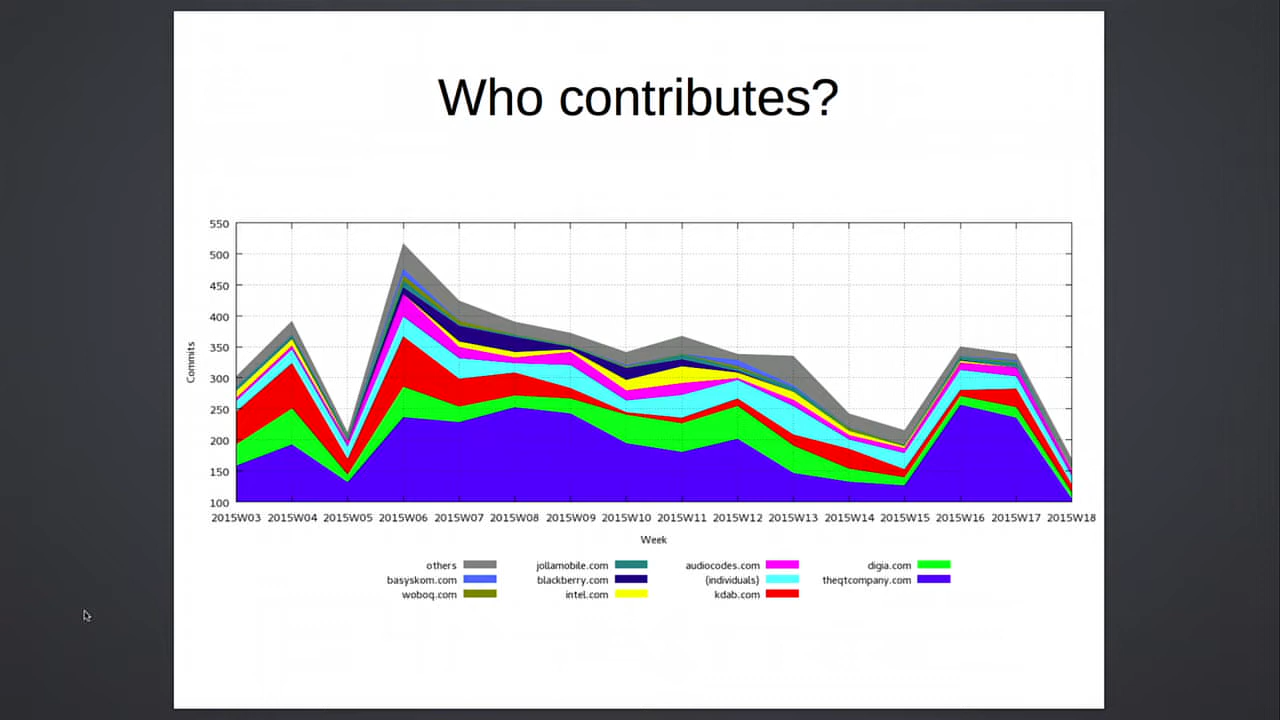 Who contributes?
550
500
450
400
350
300
250
200
150
100
Commits
2015W03 2015W04 2015W05 2015W06 2015W07 2015W08 2015W09 2015W10 2015W11 2015W12 2015W13 2015W14 2015W15 2015W16 2015W17 2015W18
Week
others jollamobile.com audiocodes.com digia.com
basyskom.com blackberry.com (individuals) theqtcompany.com
woboq.com intel.com kdab.com